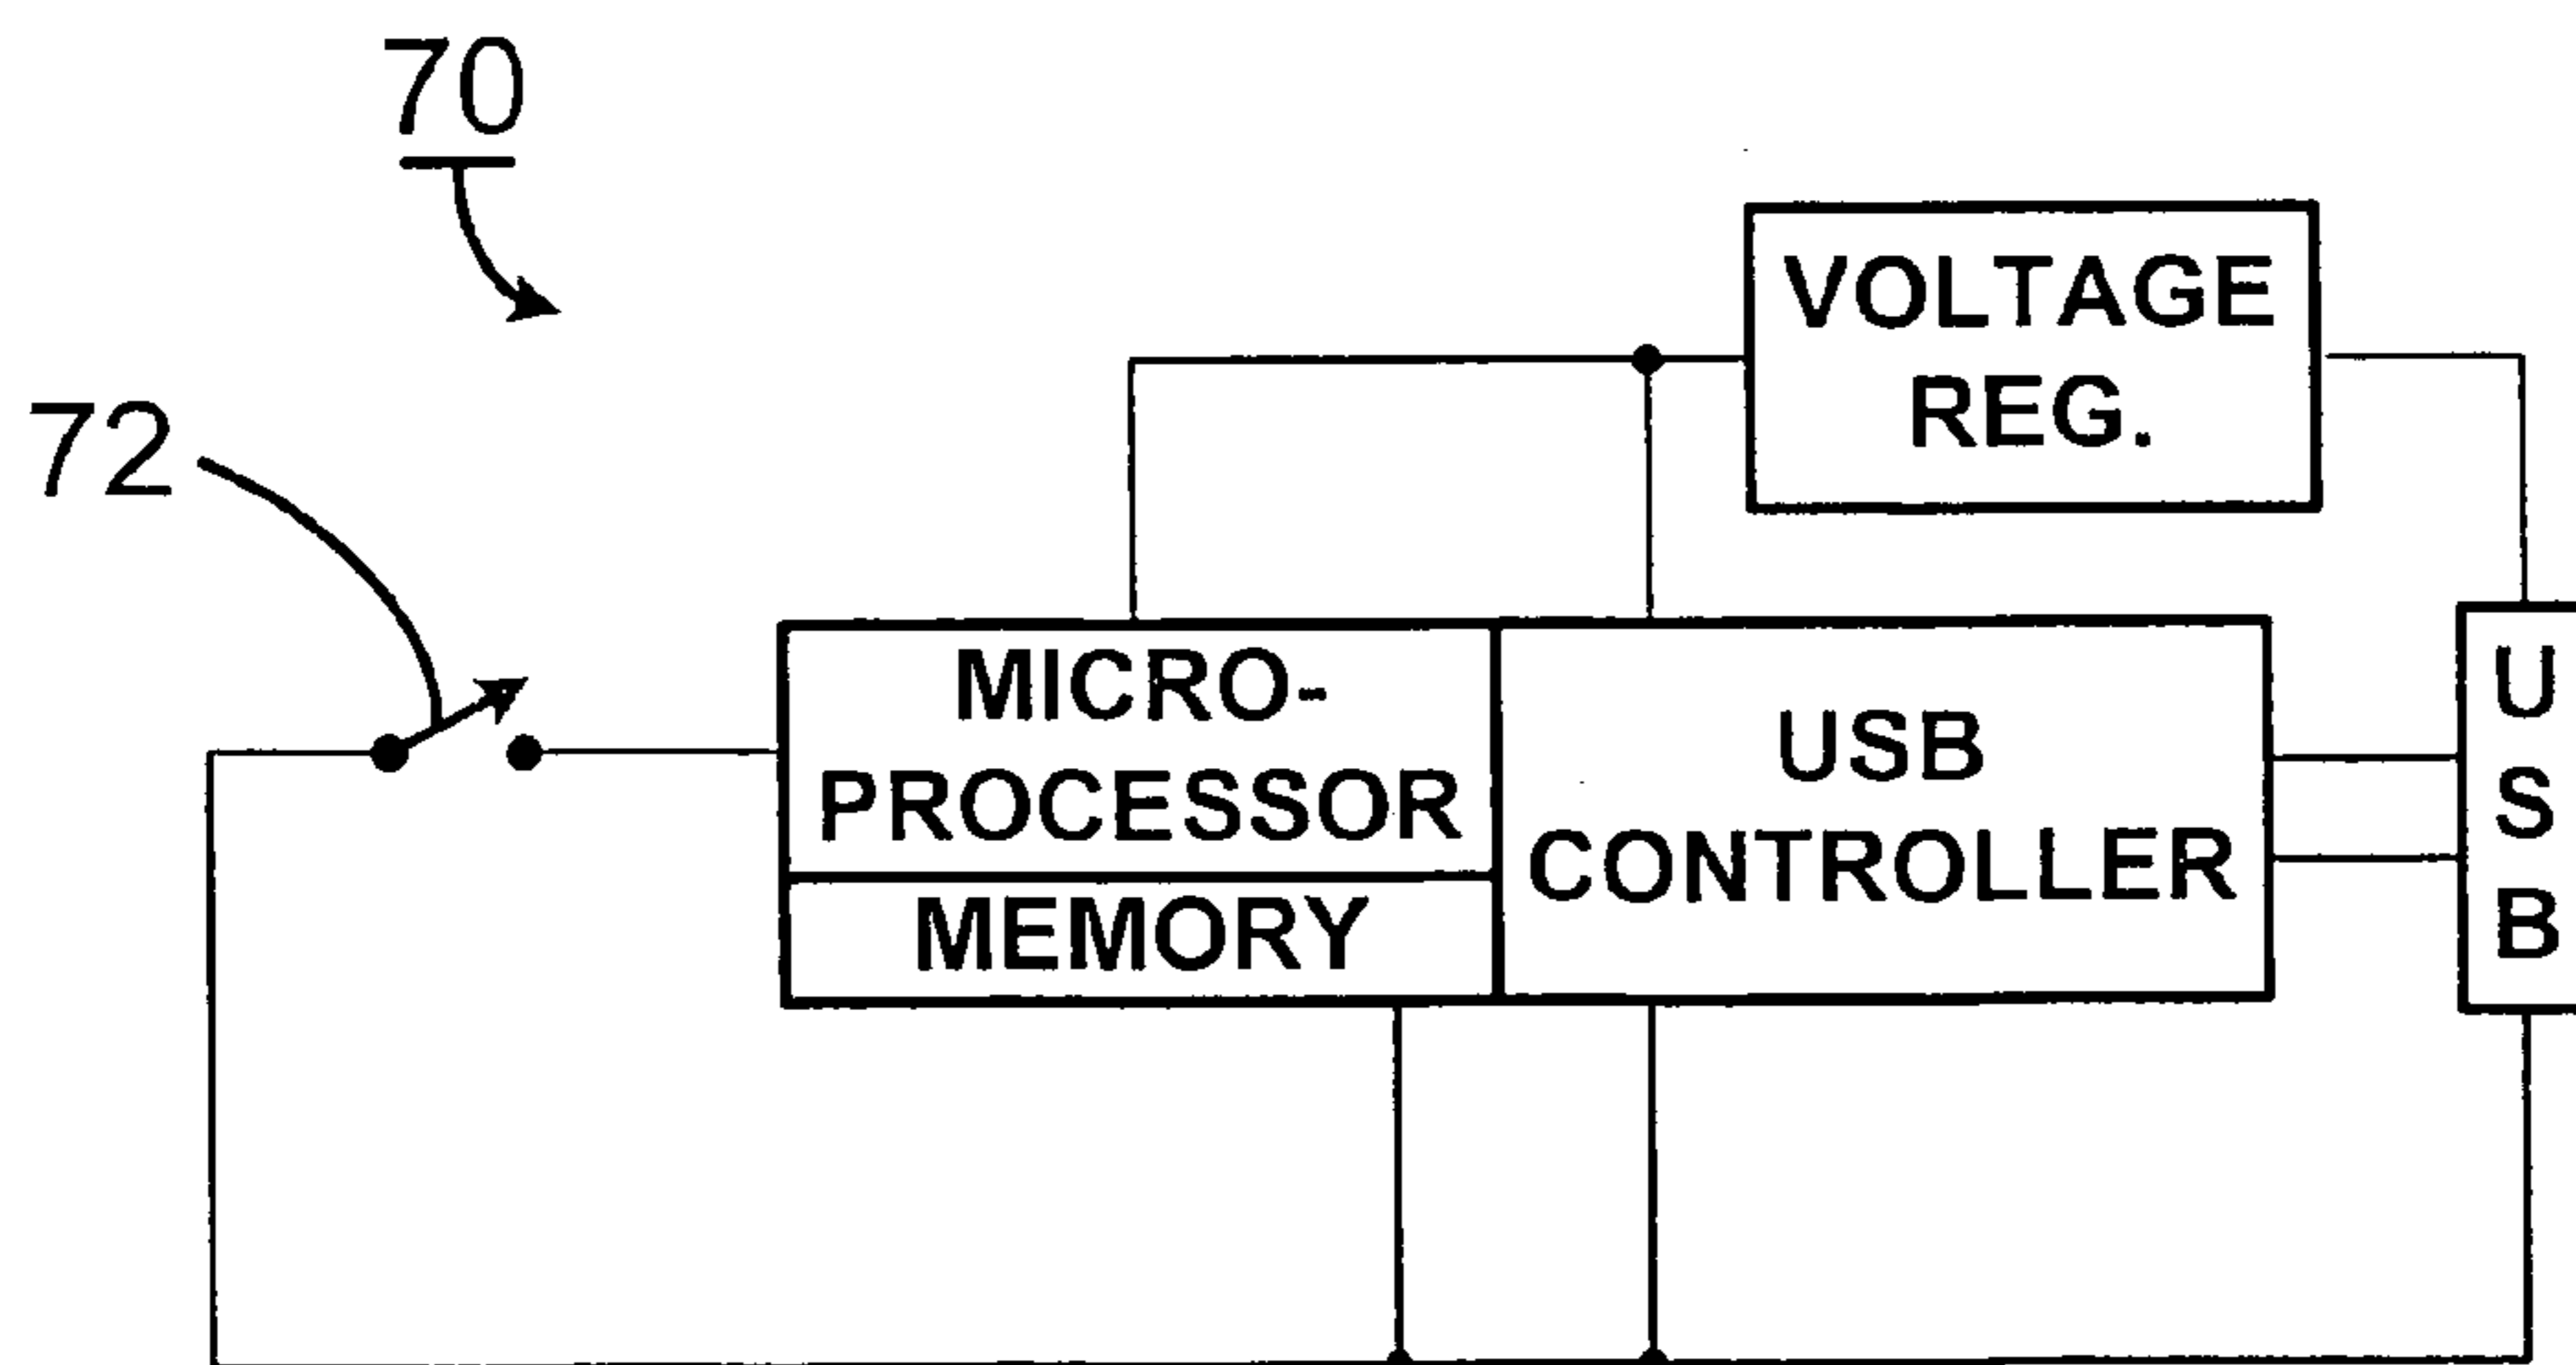 70
VOLTAGE
REG.
72
MICRO-
PROCESSOR
MEMORY
USB
CONTROLLER
U
S
B